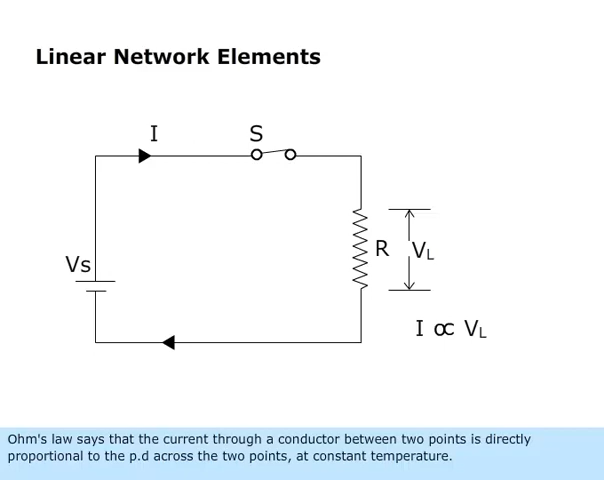 Linear Network Elements
I
S
Vs
R
VL
I ∝ VL
Ohm's law says that the current through a conductor between two points is directly
proportional to the p.d across the two points, at constant temperature.